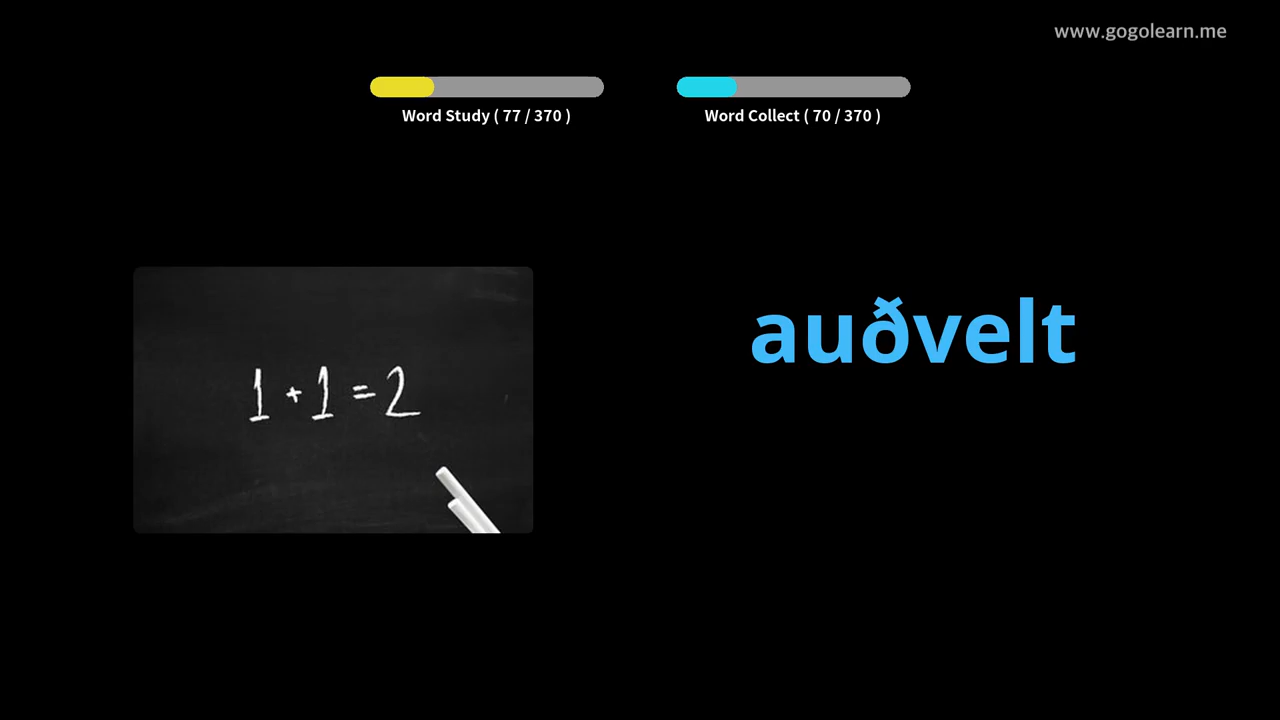 www.gogolearn.me
Word Study ( 77 / 370 )
Word Collect ( 70 / 370 )
auðvelt
1 + 1 = 2